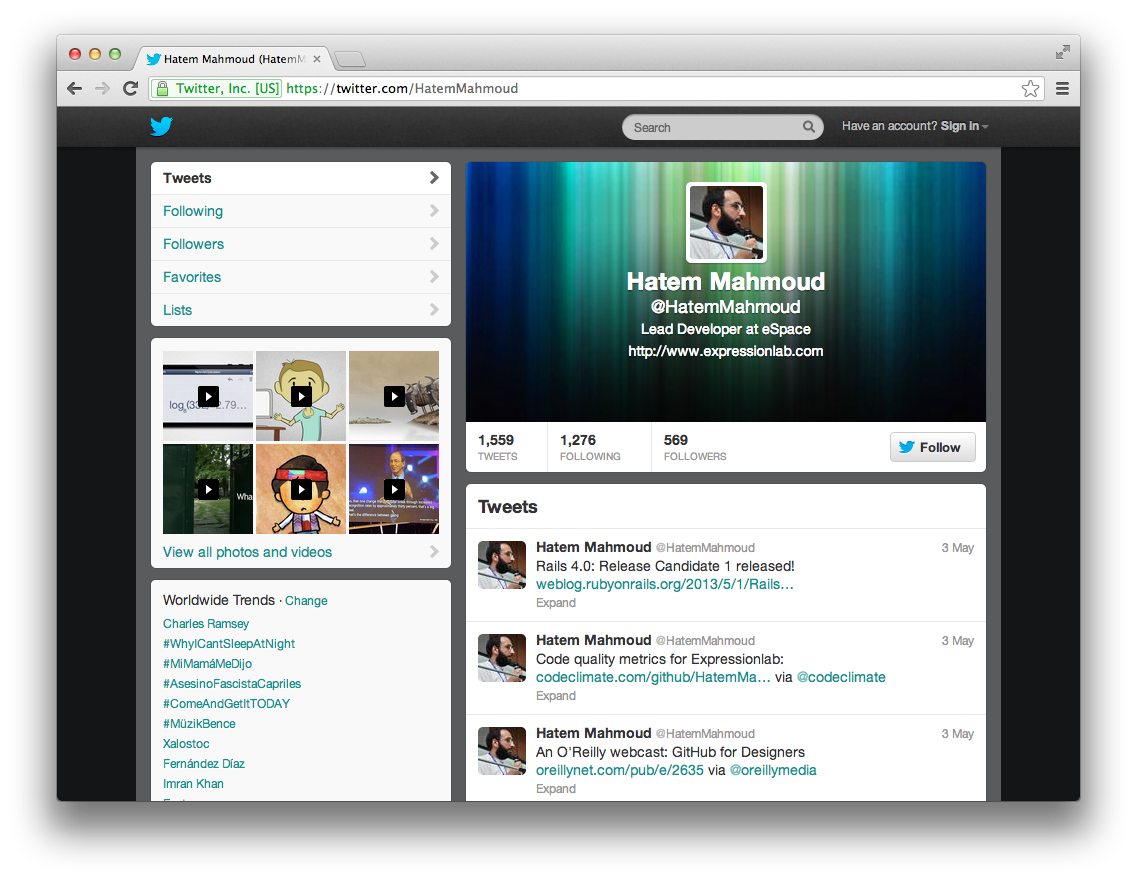 Hatem Mahmoud (HatemM
Twitter, Inc. [US] https://twitter.com/HatemMahmoud
Search
Have an account? Sign in
Tweets
Following
Followers
Favorites
Lists
View all photos and videos
Worldwide Trends · Change
Charles Ramsey
#WhyICantSleepAtNight
#MiMamáMeDijo
#AsesinoFascistaCapriles
#ComeAndGetItTODAY
#MüzikBence
Xalostoc
Fernández Díaz
Imran Khan
Hatem Mahmoud
@HatemMahmoud
Lead Developer at eSpace
http://www.expressionlab.com
1,559 1,276 569
TWEETS FOLLOWING FOLLOWERS
Follow
Tweets
Hatem Mahmoud @HatemMahmoud 3 May
Rails 4.0: Release Candidate 1 released!
weblog.rubyonrails.org/2013/5/1/Rails…
Expand
Hatem Mahmoud @HatemMahmoud 3 May
Code quality metrics for Expressionlab:
codeclimate.com/github/HatemMa… via @codeclimate
Expand
Hatem Mahmoud @HatemMahmoud 3 May
An O'Reilly webcast: GitHub for Designers
oreillynet.com/pub/e/2635 via @oreillymedia
Expand